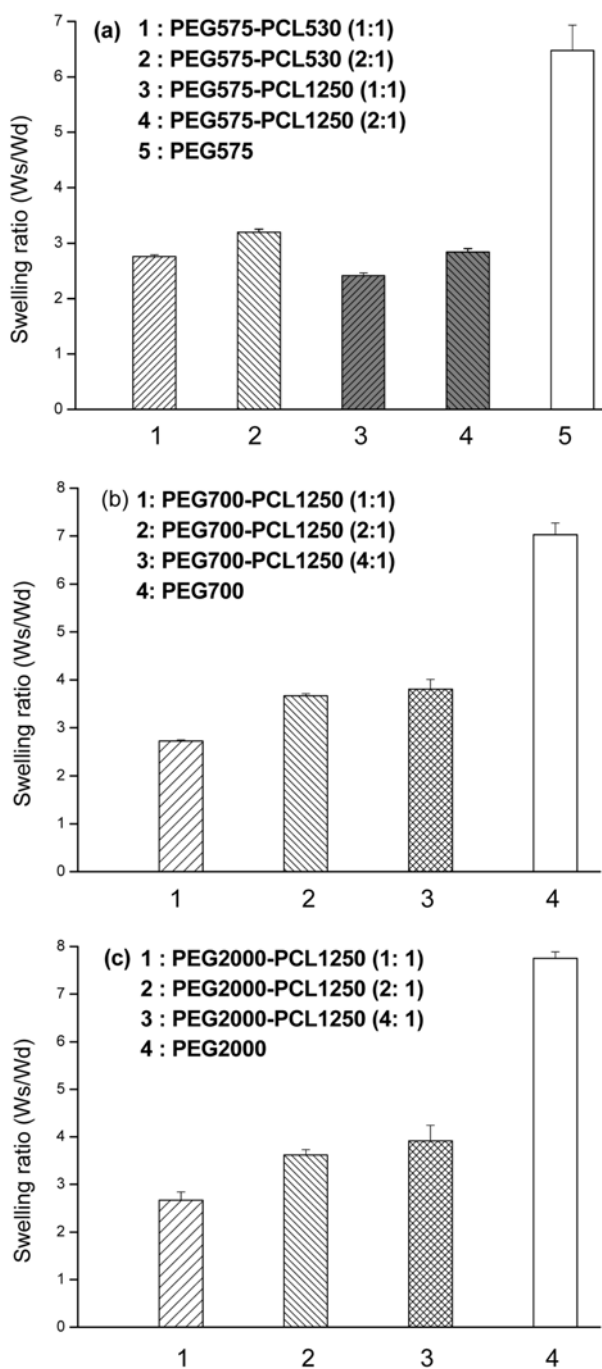 (a) 1 : PEG575-PCL530 (1:1)
2 : PEG575-PCL530 (2:1)
3 : PEG575-PCL1250 (1:1)
4 : PEG575-PCL1250 (2:1)
5 : PEG575
Swelling ratio (Ws/Wd)
7
6
5
4
3
2
1
0
1 2 3 4 5
(b) 1: PEG700-PCL1250 (1:1)
2: PEG700-PCL1250 (2:1)
3: PEG700-PCL1250 (4:1)
4: PEG700
Swelling ratio (Ws/Wd)
8
7
6
5
4
3
2
1
0
1 2 3 4
(c) 1 : PEG2000-PCL1250 (1: 1)
2 : PEG2000-PCL1250 (2: 1)
3 : PEG2000-PCL1250 (4: 1)
4 : PEG2000
Swelling ratio (Ws/Wd)
8
7
6
5
4
3
2
1
0
1 2 3 4